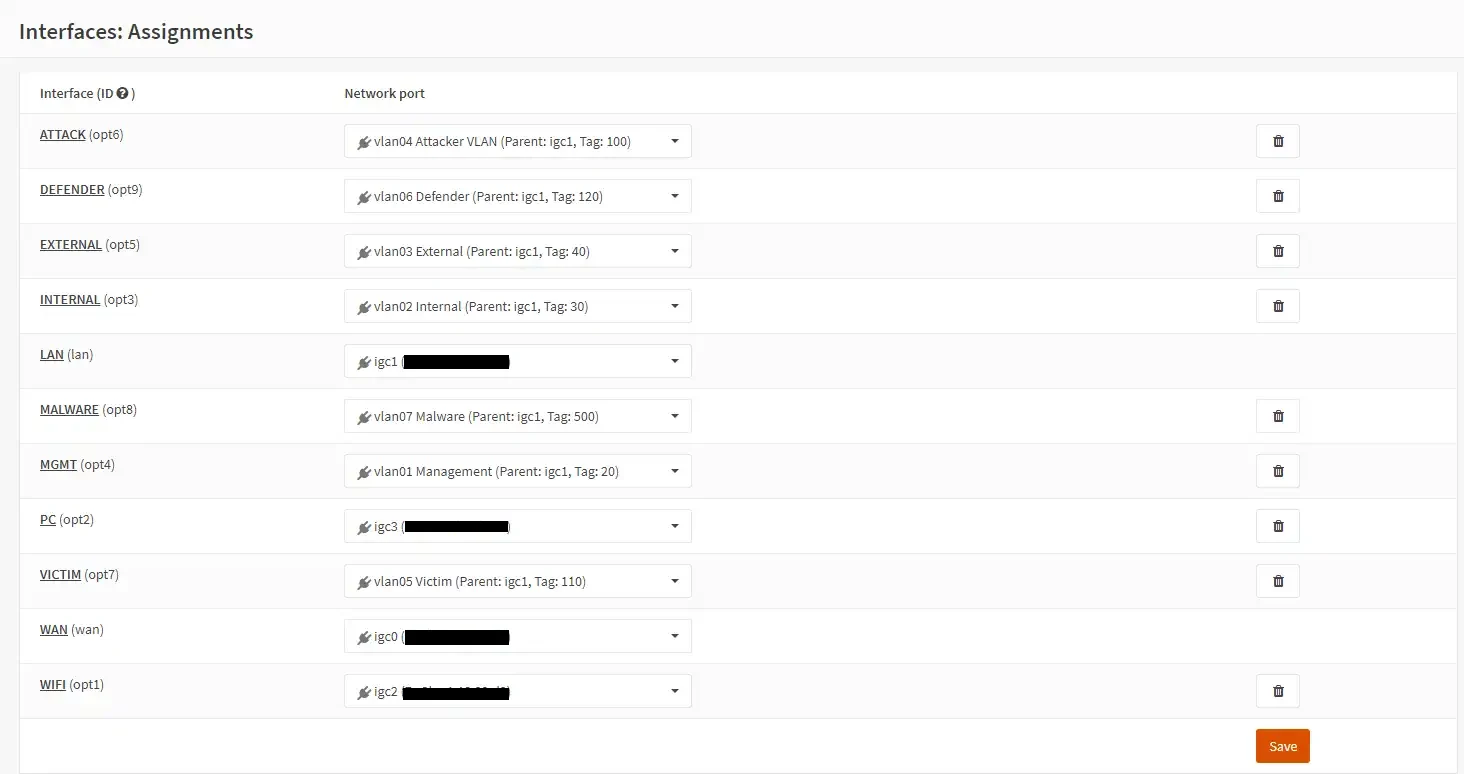 Interfaces: Assignments
Interface (ID ) Network port
ATTACK (opt6) vlan04 Attacker VLAN (Parent: igc1, Tag: 100)
DEFENDER (opt9) vlan06 Defender (Parent: igc1, Tag: 120)
EXTERNAL (opt5) vlan03 External (Parent: igc1, Tag: 40)
INTERNAL (opt3) vlan02 Internal (Parent: igc1, Tag: 30)
LAN (lan) igc1 (
MALWARE (opt8) vlan07 Malware (Parent: igc1, Tag: 500)
MGMT (opt4) vlan01 Management (Parent: igc1, Tag: 20)
PC (opt2) igc3 ( )
VICTIM (opt7) vlan05 Victim (Parent: igc1, Tag: 110)
WAN (wan) igc0 (
WIFI (opt1) igc2
Save